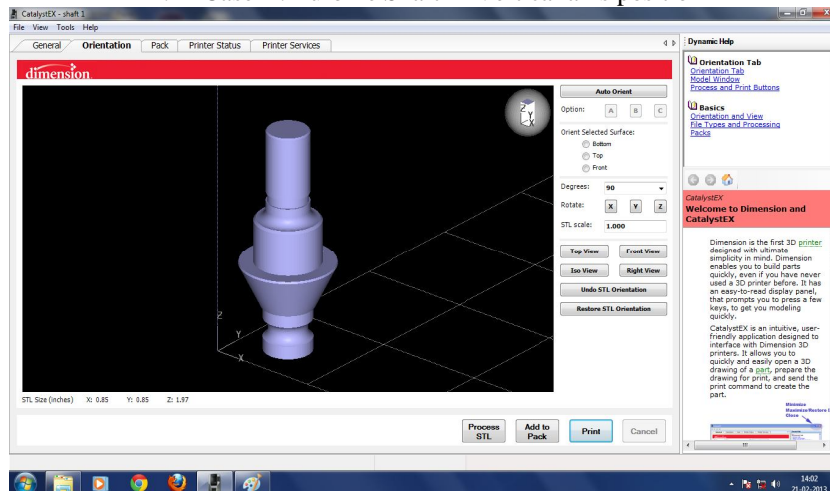 CatalystEX - shaft 1
File View Tools Help
General Orientation Pack Printer Status Printer Services
Dynamic Help
dimension
Orientation Tab
Orientation Tab
Model Window
Process and Print Buttons
Basics
Orientation and View
File Types and Processing
Packs
Auto Orient
Option: A B C
Orient Selected Surface:
Bottom
Top
Front
Degrees: 90
Rotate: X Y Z
STL scale: 1.000
Top View Front View
Iso View Right View
Undo STL Orientation
Restore STL Orientation
Z
Y
X
Z
Y
X
CatalystEX
Welcome to Dimension and
CatalystEX
Dimension is the first 3D printer
designed with ultimate
simplicity in mind. Dimension
enables you to build parts
quickly, even if you have never
used a 3D printer before. It has
an easy-to-read display panel,
that prompts you to press a few
keys, to get you modeling
quickly.
CatalystEX is an intuitive, user-
friendly application designed to
interface with Dimension 3D
printers. It allows you to
quickly and easily open a 3D
drawing of a part, prepare the
drawing for print, and send the
print command to create the
part.
Minimize
Maximize/Restore
Close
STL Size (inches) X: 0.85 Y: 0.85 Z: 1.97
Process
STL
Add to
Pack
Print
Cancel
14:02
21-02-2013